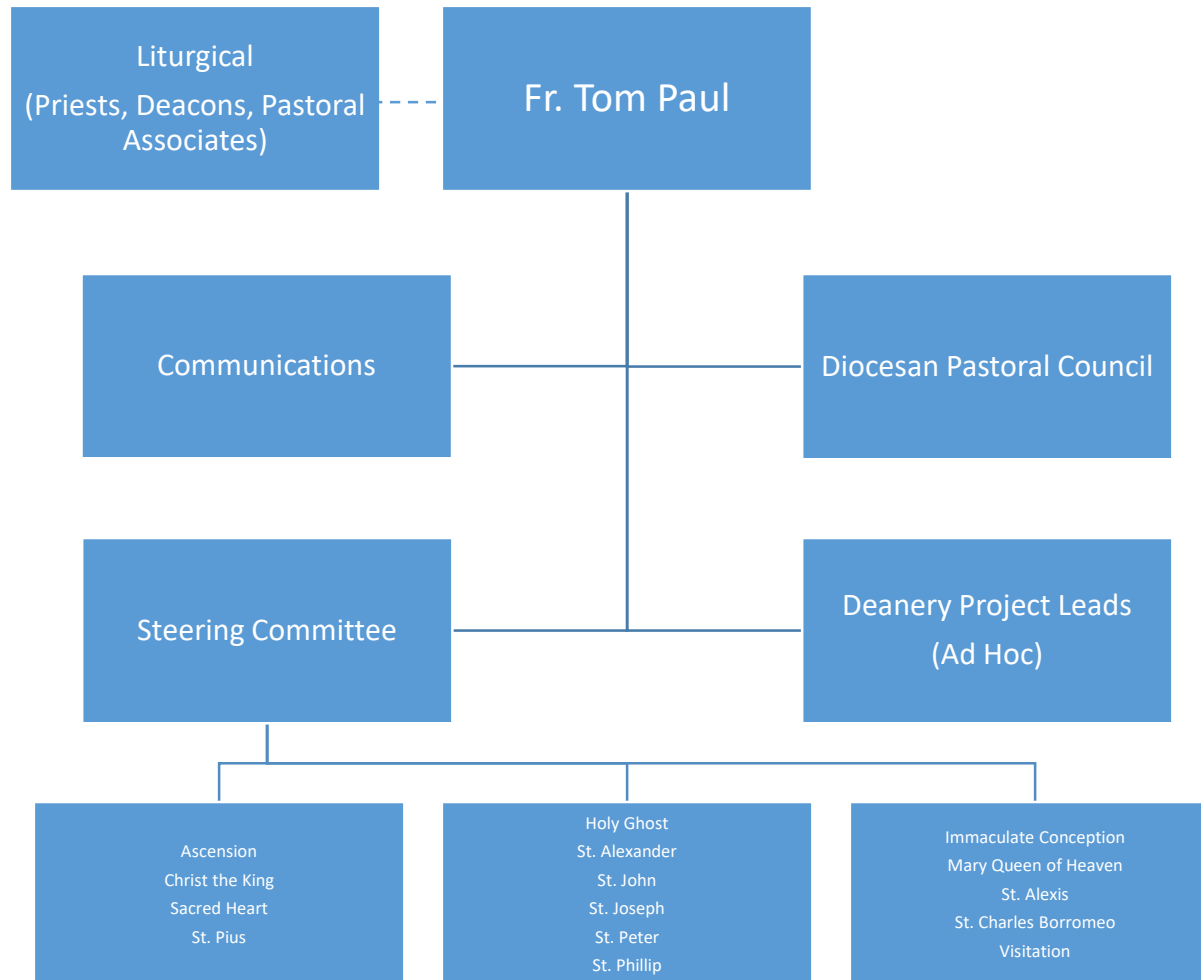 Liturgical
(Priests, Deacons, Pastoral
Associates)
Fr. Tom Paul
Communications
Diocesan Pastoral Council
Steering Committee
Deanery Project Leads
(Ad Hoc)
Ascension
Christ the King
Sacred Heart
St. Pius
Holy Ghost
St. Alexander
St. John
St. Joseph
St. Peter
St. Phillip
Immaculate Conception
Mary Queen of Heaven
St. Alexis
St. Charles Borromeo
Visitation